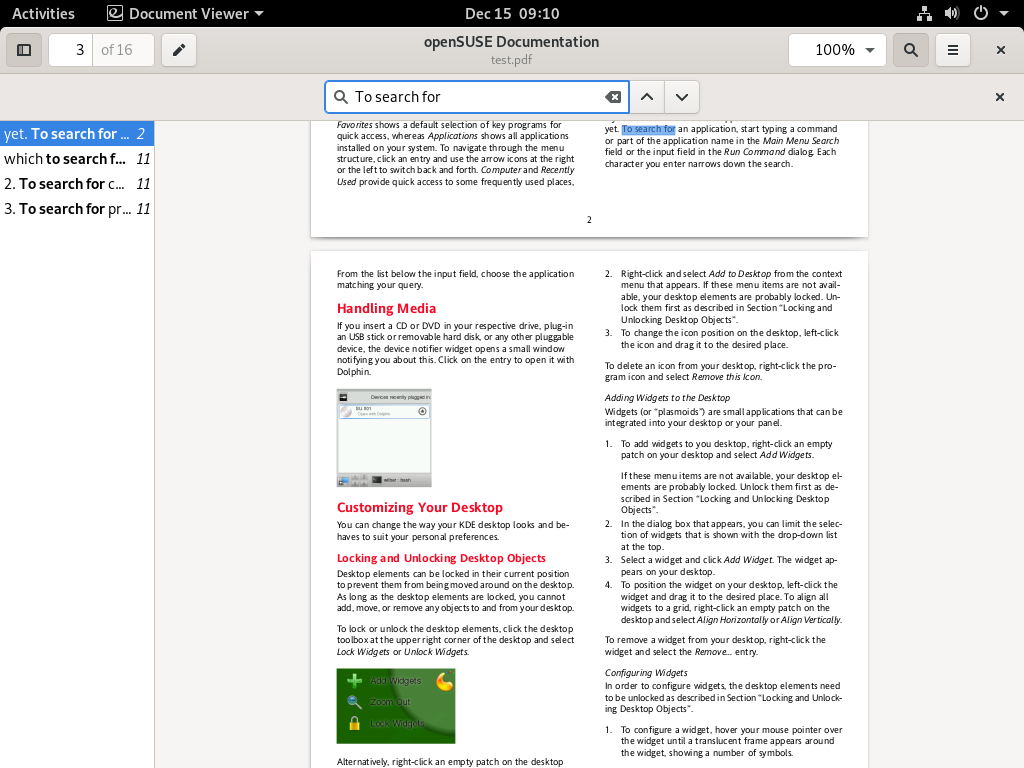 Activities
Document Viewer
Dec 15 09:10
3
of 16
openSUSE Documentation
test.pdf
100%
To search for
yet. To search for ... 2
which to search f... 11
2. To search for c... 11
3. To search for pr... 11
Favorites shows a default selection of key programs for
quick access, whereas Applications shows all applications
installed on your system. To navigate through the menu
structure, click an entry and use the arrow icons at the right
or the left to switch back and forth. Computer and Recently
Used provide quick access to some frequently used places,
yet. To search for an application, start typing a command
or part of the application name in the Main Menu Search
field or the input field in the Run Command dialog. Each
character you enter narrows down the search.
2
From the list below the input field, choose the application
matching your query.
Handling Media
If you insert a CD or DVD in your respective drive, plug-in
an USB stick or removable hard disk, or any other pluggable
device, the device notifier widget opens a small window
notifying you about this. Click on the entry to open it with
Dolphin.
Devices recently plugged in
SU.001
Open with Dolphin
Customizing Your Desktop
You can change the way your KDE desktop looks and be-
haves to suit your personal preferences.
Locking and Unlocking Desktop Objects
Desktop elements can be locked in their current position
to prevent them from being moved around on the desktop.
As long as the desktop elements are locked, you cannot
add, move, or remove any objects to and from your desktop.
To lock or unlock the desktop elements, click the desktop
toolbox at the upper right corner of the desktop and select
Lock Widgets or Unlock Widgets.
Add Widgets
Zoom Out
Lock Widgets
Alternatively, right-click an empty patch on the desktop
2. Right-click and select Add to Desktop from the context
menu that appears. If these menu items are not avail-
able, your desktop elements are probably locked. Un-
lock them first as described in Section “Locking and
Unlocking Desktop Objects”.
3. To change the icon position on the desktop, left-click
the icon and drag it to the desired place.
To delete an icon from your desktop, right-click the pro-
gram icon and select Remove this Icon.
Adding Widgets to the Desktop
Widgets (or “plasmoids”) are small applications that can be
integrated into your desktop or your panel.
1. To add widgets to you desktop, right-click an empty
patch on your desktop and select Add Widgets.
If these menu items are not available, your desktop el-
ements are probably locked. Unlock them first as de-
scribed in Section “Locking and Unlocking Desktop
Objects”.
2. In the dialog box that appears, you can limit the selec-
tion of widgets that is shown with the drop-down list
at the top.
3. Select a widget and click Add Widget. The widget ap-
pears on your desktop.
4. To position the widget on your desktop, left-click the
widget and drag it to the desired place. To align all
widgets to a grid, right-click an empty patch on the
desktop and select Align Horizontally or Align Vertically.
To remove a widget from your desktop, right-click the
widget and select the Remove... entry.
Configuring Widgets
In order to configure widgets, the desktop elements need
to be unlocked as described in Section “Locking and Unlock-
ing Desktop Objects”.
1. To configure a widget, hover your mouse pointer over
the widget until a translucent frame appears around
the widget, showing a number of symbols.